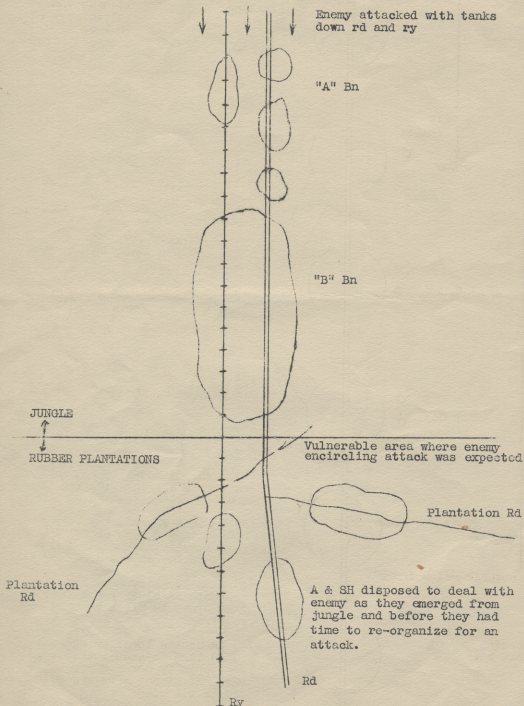 Enemy attacked with tanks
down rd and ry
"A" Bn
"B" Bn
JUNGLE
RUBBER PLANTATIONS
Vulnerable area where enemy
encircling attack was expected
Plantation Rd
Plantation
Rd
A & SH disposed to deal with
enemy as they emerged from
jungle and before they had
time to re-organize for an
attack.
Rd
Ry